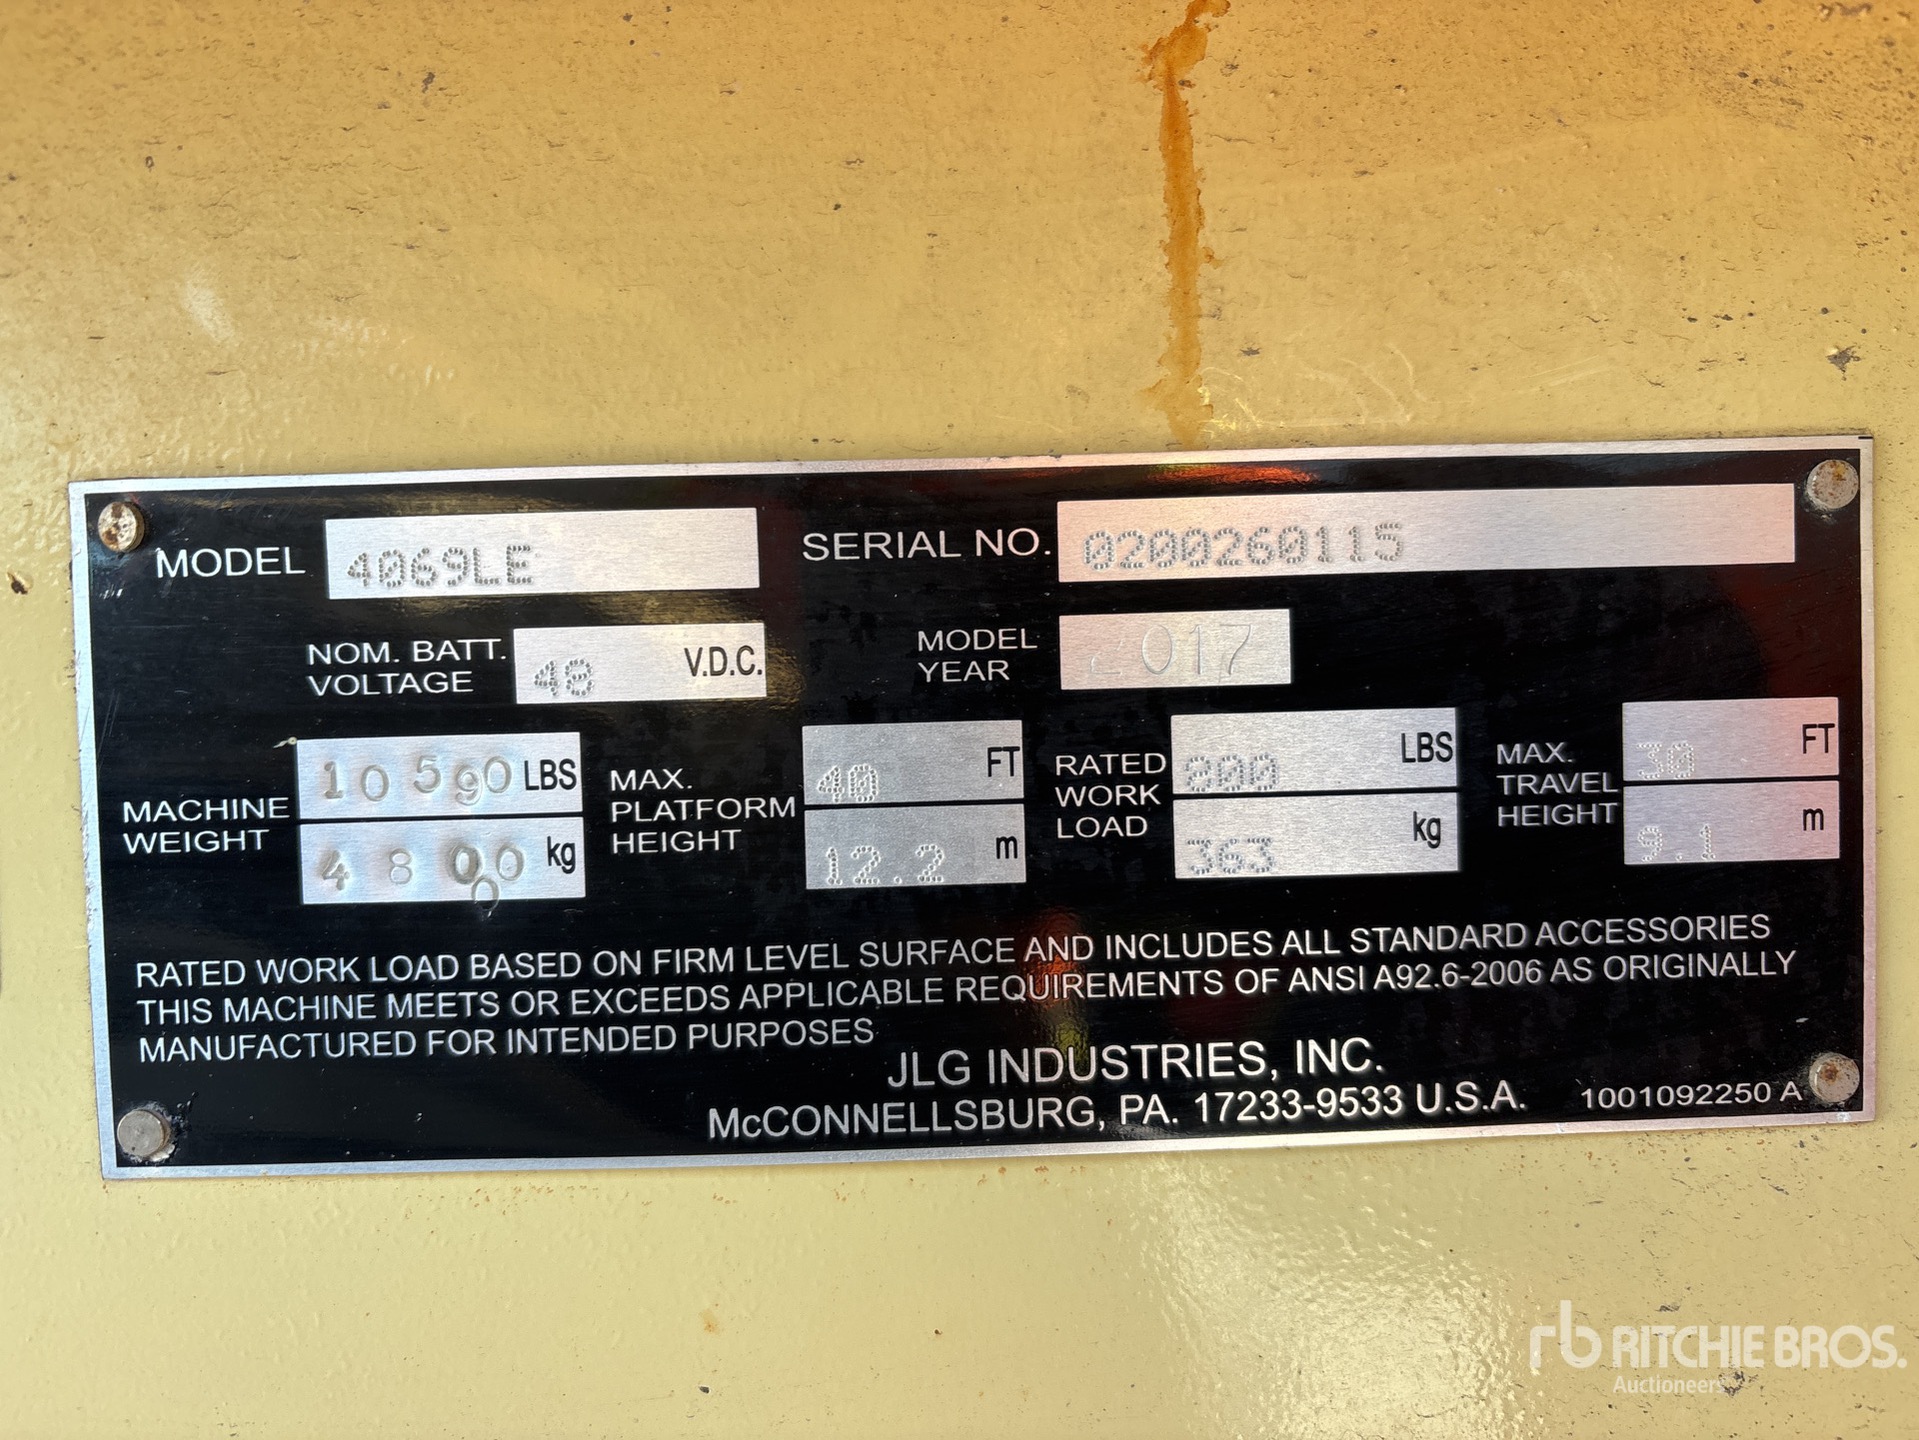 MODEL 4069LE SERIAL NO. 0200260115
NOM. BATT. VOLTAGE 48 V.D.C. MODEL YEAR 2017
MACHINE WEIGHT 10590 LBS 4800 kg
MAX. PLATFORM HEIGHT 40 FT 12.2 m
RATED WORK LOAD 800 LBS 363 kg
MAX. TRAVEL HEIGHT 30 FT 9.1 m
RATED WORK LOAD BASED ON FIRM LEVEL SURFACE AND INCLUDES ALL STANDARD ACCESSORIES
THIS MACHINE MEETS OR EXCEEDS APPLICABLE REQUIREMENTS OF ANSI A92.6-2006 AS ORIGINALLY
MANUFACTURED FOR INTENDED PURPOSES
JLG INDUSTRIES, INC.
McCONNELLSBURG, PA. 17233-9533 U.S.A. 1001092250 A
rb RITCHIE BROS.
Auctioneers